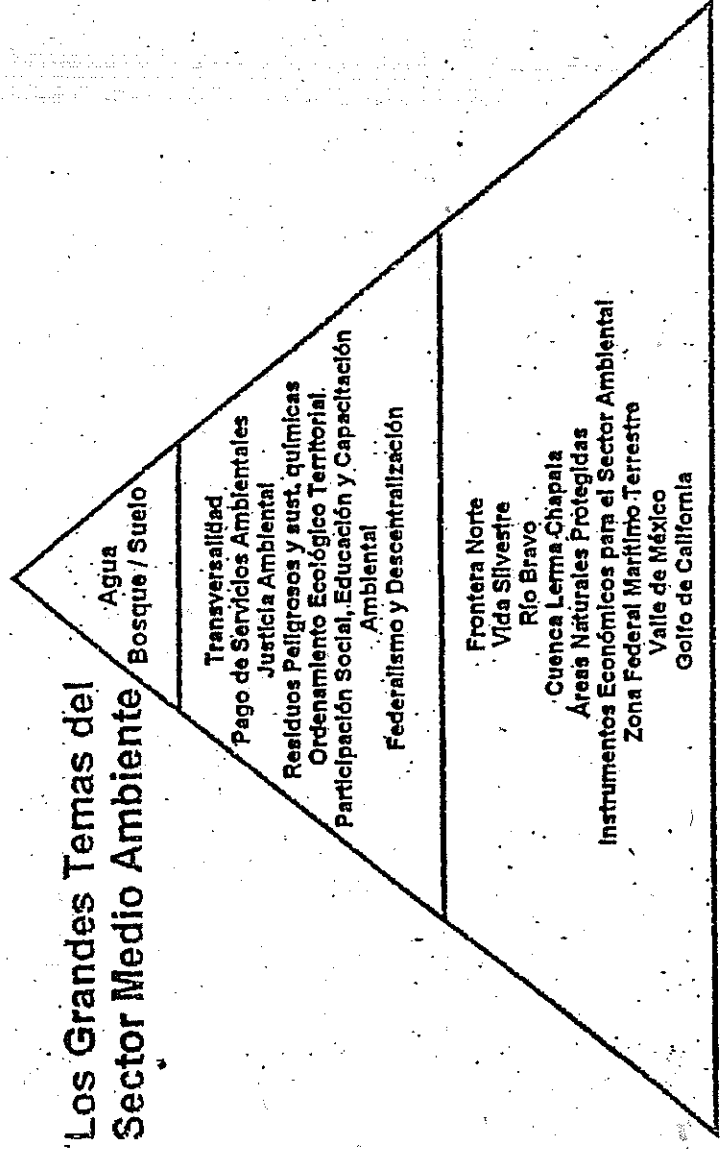 Los Grandes Temas del
Sector Medio Ambiente
Agua
Bosque / Suelo
Transversalidad
Pago de Servicios Ambientales
Justicia Ambiental
Residuos Peligrosos y sust. químicas
Ordenamiento Ecológico Territorial.
Participación Social, Educación y Capacitación
Ambiental
Federalismo y Descentralización
Frontera Norte
Vida Silvestre
Río Bravo
Cuenca Lerma Chapala
Áreas Naturales Protegidas
Instrumentos Económicos para el Sector Ambiental
Zona Federal Marítimo Terrestre
Valle de México
Golfo de California